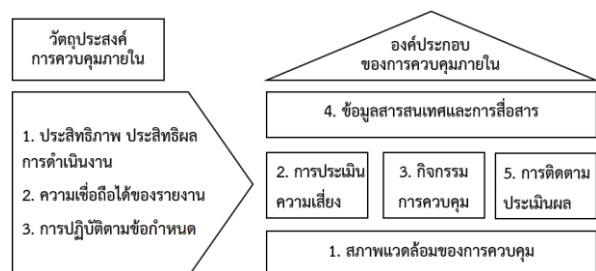 วัตถุประสงค์
การควบคุมภายใน
1. ประสิทธิภาพ ประสิทธิผล
การดำเนินงาน
2. ความเชื่อถือได้ของรายงาน
3. การปฏิบัติตามข้อกำหนด
องค์ประกอบ
ของการควบคุมภายใน
4. ข้อมูลสารสนเทศและการสื่อสาร
2. การประเมิน
ความเสี่ยง
3. กิจกรรม
การควบคุม
5. การติดตาม
ประเมินผล
1. สภาพแวดล้อมของการควบคุม